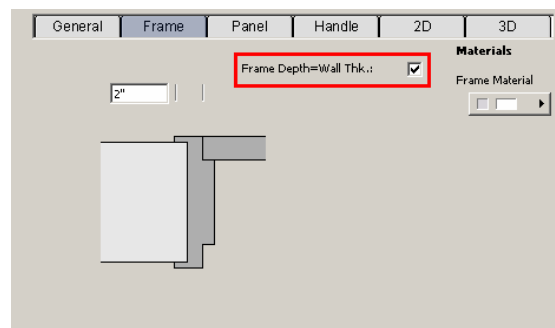 General Frame Panel Handle 2D 3D
Materials
Frame Depth=Wall Thk.:
Frame Material
2"